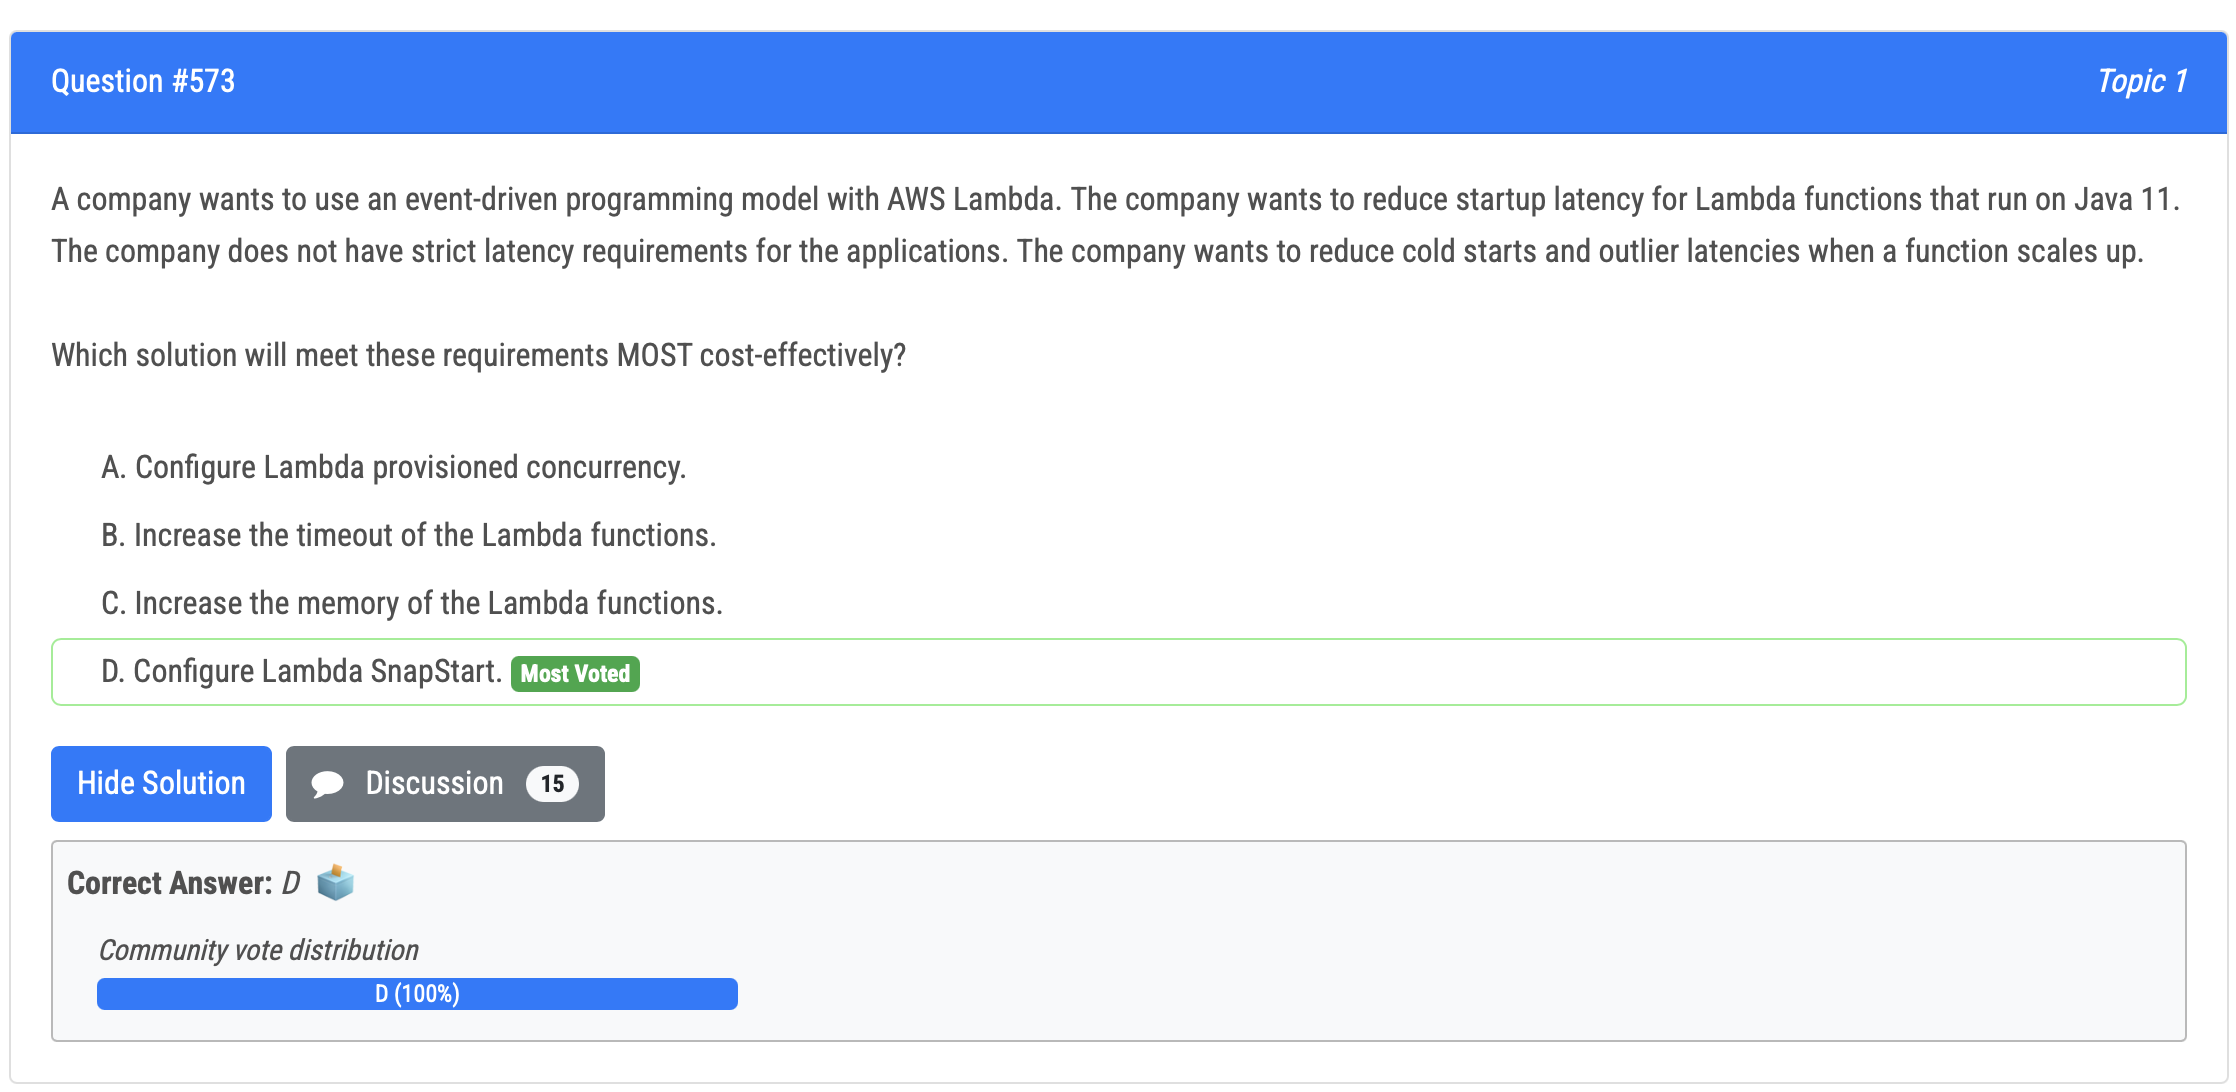 Question #573
Topic 1
A company wants to use an event-driven programming model with AWS Lambda. The company wants to reduce startup latency for Lambda functions that run on Java 11.
The company does not have strict latency requirements for the applications. The company wants to reduce cold starts and outlier latencies when a function scales up.
Which solution will meet these requirements MOST cost-effectively?
A. Configure Lambda provisioned concurrency.
B. Increase the timeout of the Lambda functions.
C. Increase the memory of the Lambda functions.
D. Configure Lambda SnapStart. Most Voted
Hide Solution
Discussion 15
Correct Answer: D
Community vote distribution
D (100%)